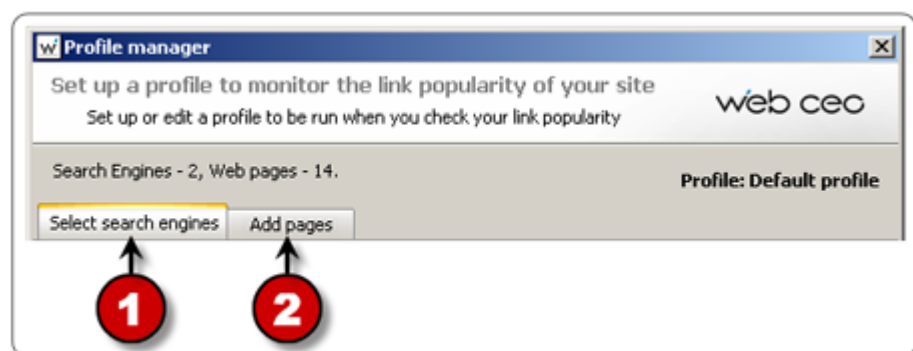 Profile manager
Set up a profile to monitor the link popularity of your site
Set up or edit a profile to be run when you check your link popularity
web ceo
Search Engines - 2, Web pages - 14.
Profile: Default profile
Select search engines
Add pages
1
2